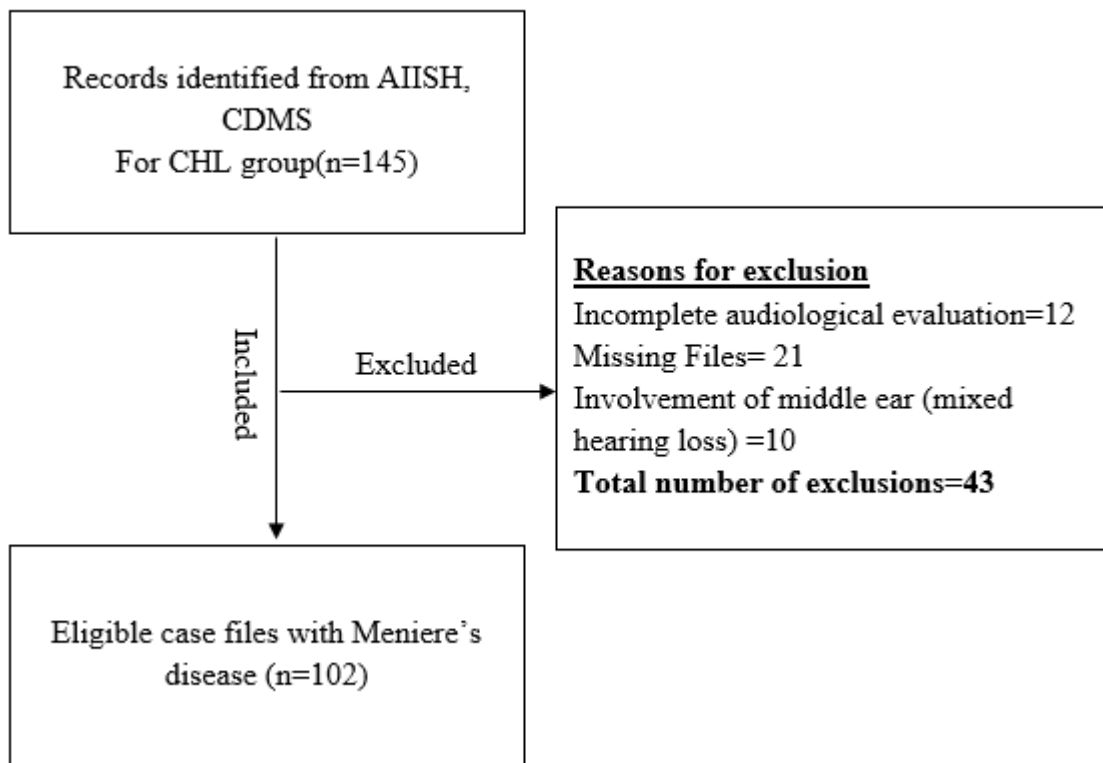 Records identified from AIISH,
CDMS
For CHL group(n=145)
Reasons for exclusion
Incomplete audiological evaluation=12
Missing Files= 21
Involvement of middle ear (mixed
hearing loss) =10
Total number of exclusions=43
Included
Excluded
Eligible case files with Meniere’s
disease (n=102)